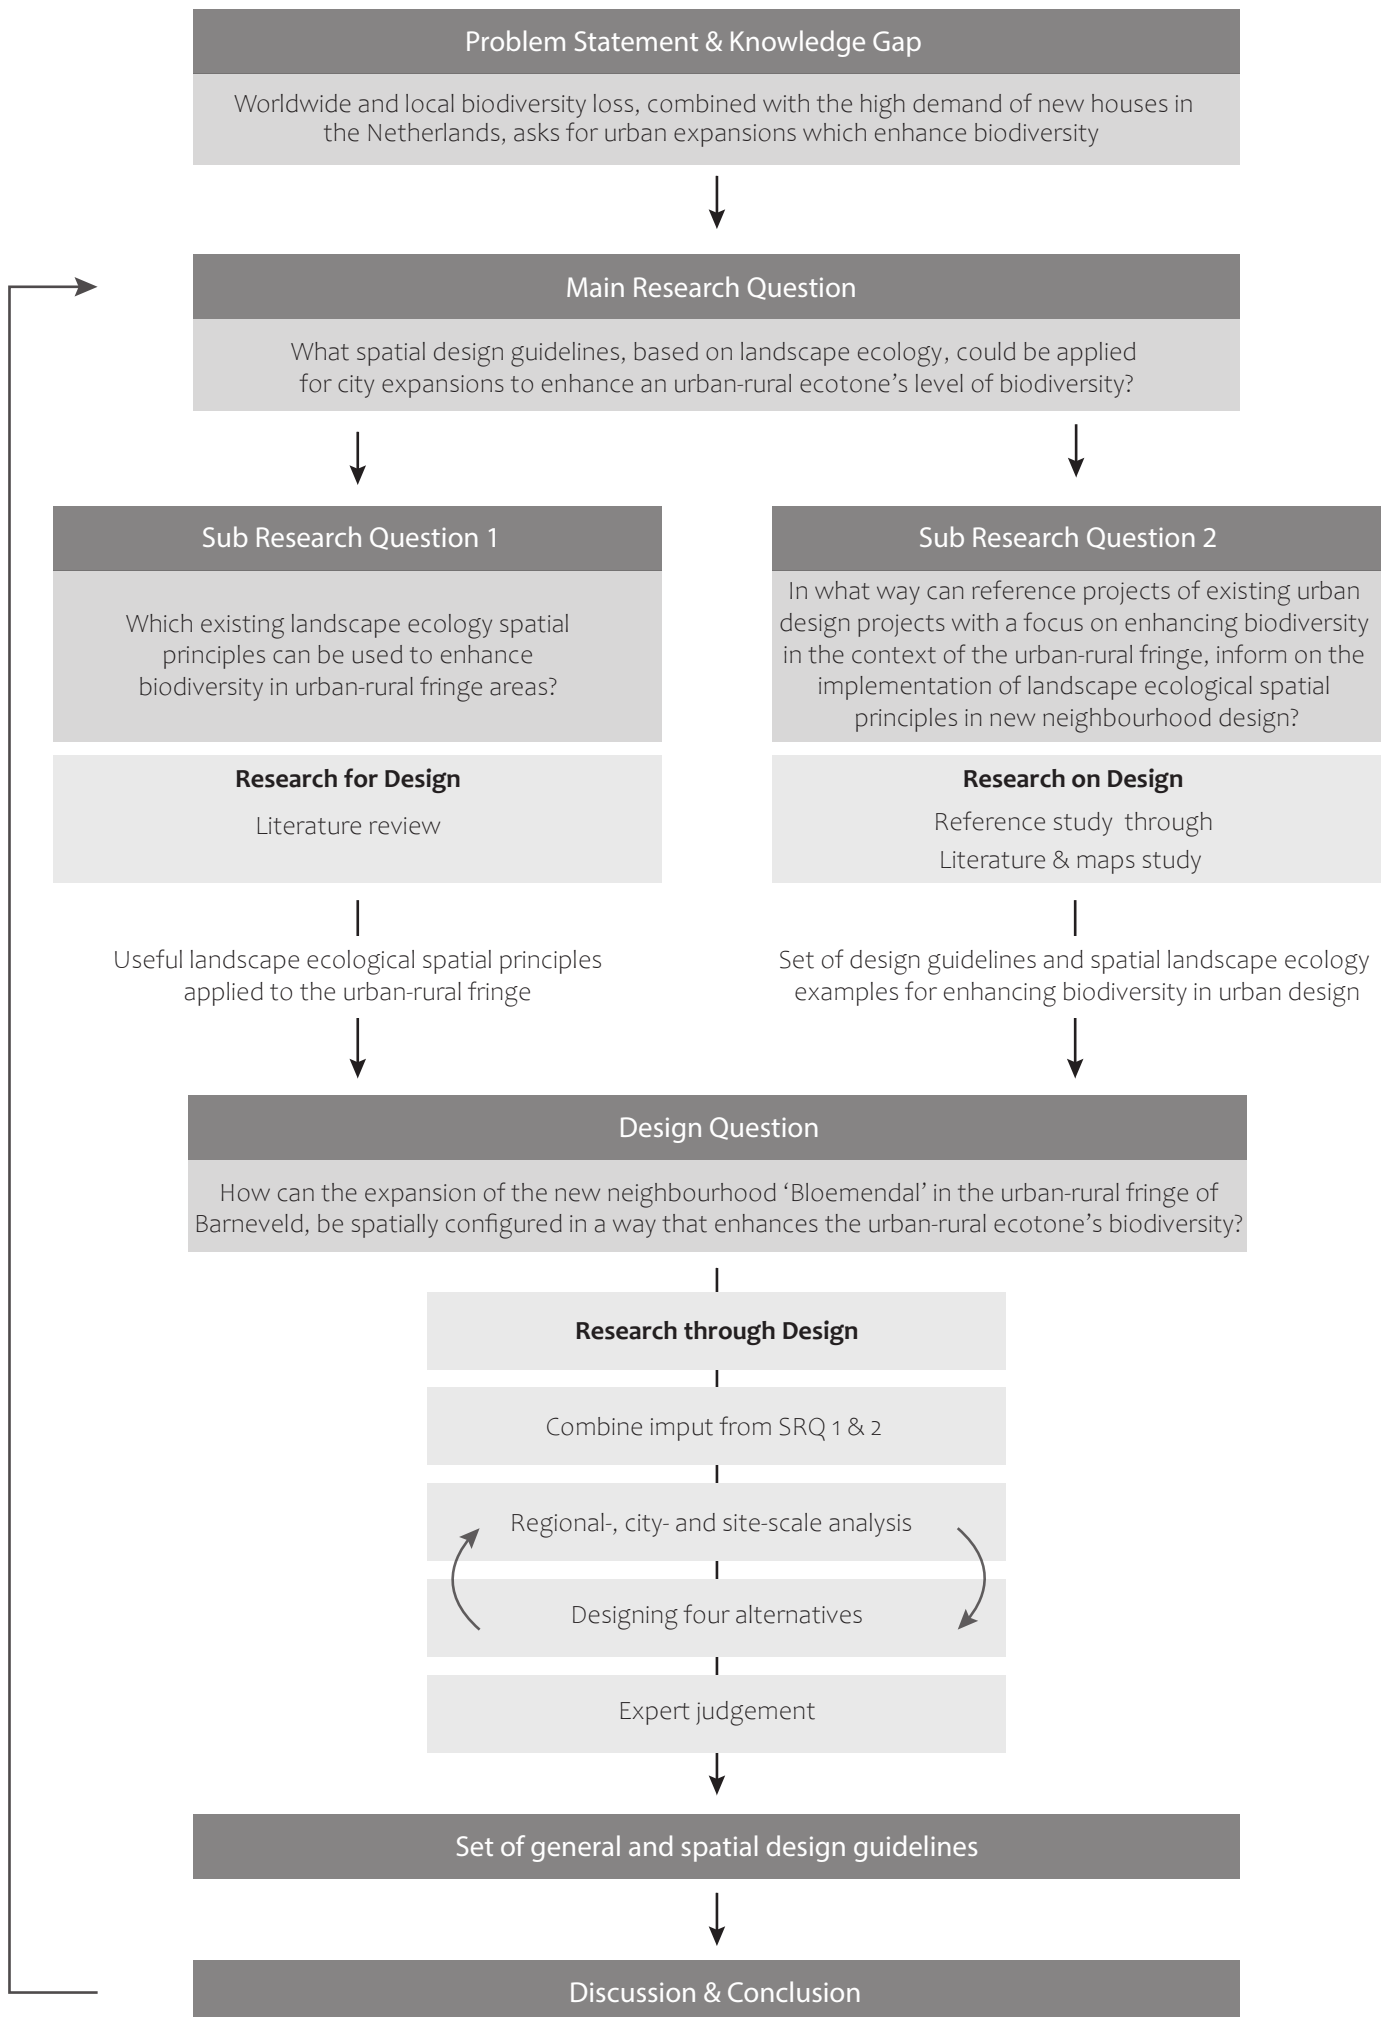 Problem Statement & Knowledge Gap
Worldwide and local biodiversity loss, combined with the high demand of new houses in
the Netherlands, asks for urban expansions which enhance biodiversity
Main Research Question
What spatial design guidelines, based on landscape ecology, could be applied
for city expansions to enhance an urban-rural ecotone’s level of biodiversity?
Sub Research Question 1
Which existing landscape ecology spatial
principles can be used to enhance
biodiversity in urban-rural fringe areas?
Research for Design
Literature review
Useful landscape ecological spatial principles
applied to the urban-rural fringe
Sub Research Question 2
In what way can reference projects of existing urban
design projects with a focus on enhancing biodiversity
in the context of the urban-rural fringe, inform on the
implementation of landscape ecological spatial
principles in new neighbourhood design?
Research on Design
Reference study through
Literature & maps study
Set of design guidelines and spatial landscape ecology
examples for enhancing biodiversity in urban design
Design Question
How can the expansion of the new neighbourhood ‘Bloemendal’ in the urban-rural fringe of
Barneveld, be spatially configured in a way that enhances the urban-rural ecotone’s biodiversity?
Research through Design
Combine imput from SRQ 1 & 2
Regional-, city- and site-scale analysis
Designing four alternatives
Expert judgement
Set of general and spatial design guidelines
Discussion & Conclusion